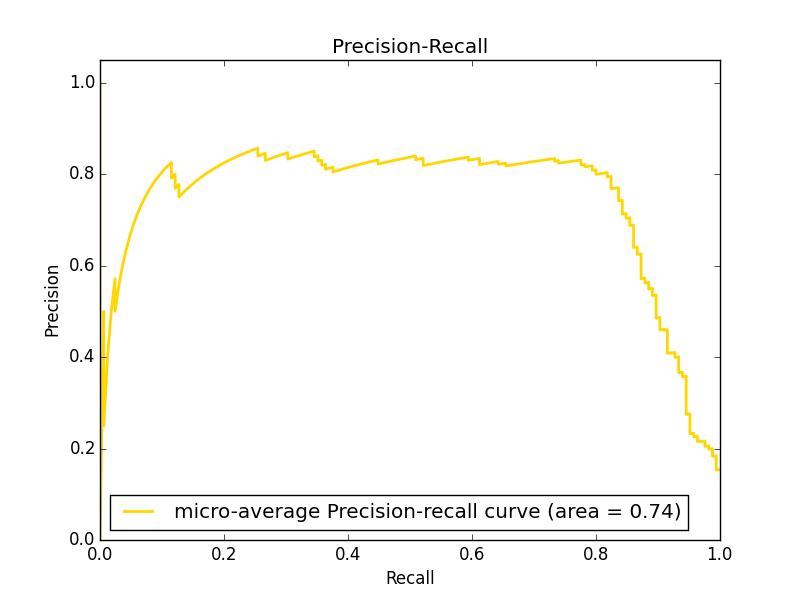 Precision-Recall
1.0
0.8
0.6
0.4
0.2
0.0
Precision
micro-average Precision-recall curve (area = 0.74)
0.0 0.2 0.4 0.6 0.8 1.0
Recall